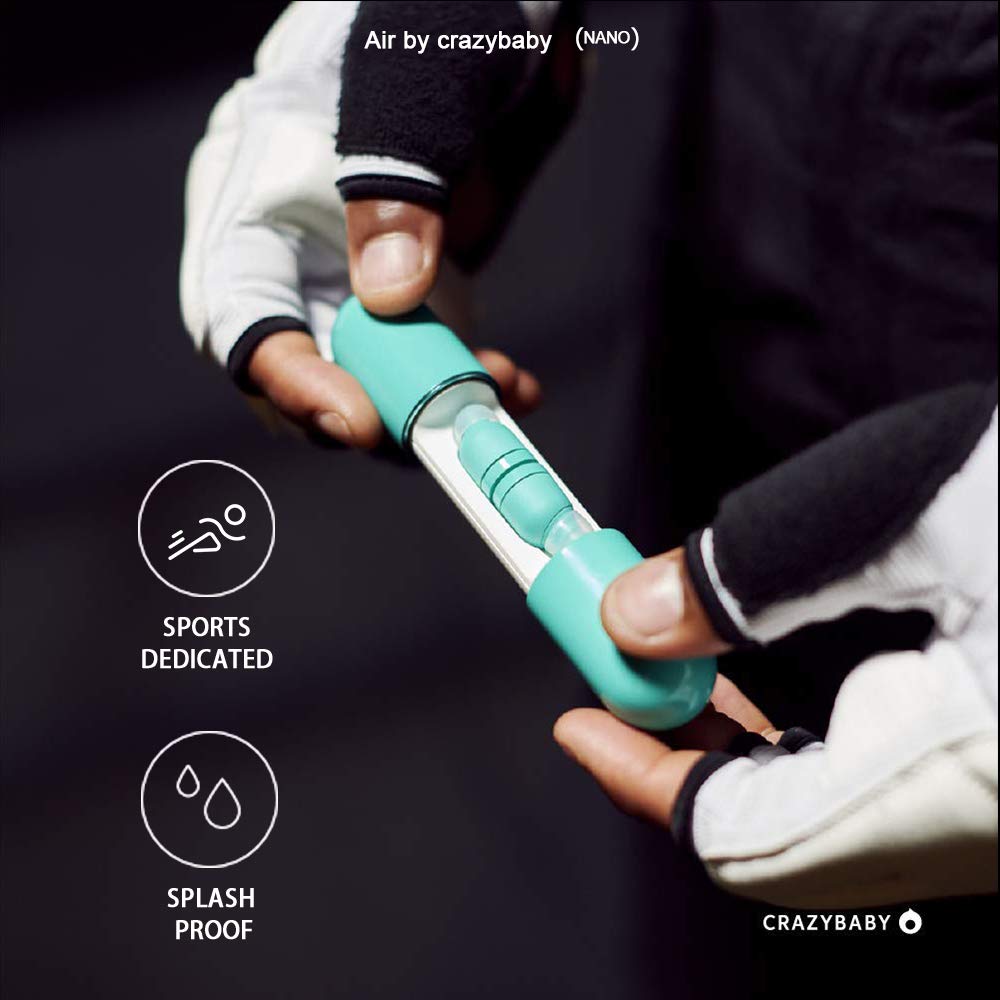 Air by crazybaby (NANO)
SPORTS
DEDICATED
SPLASH
PROOF
CRAZYBABY